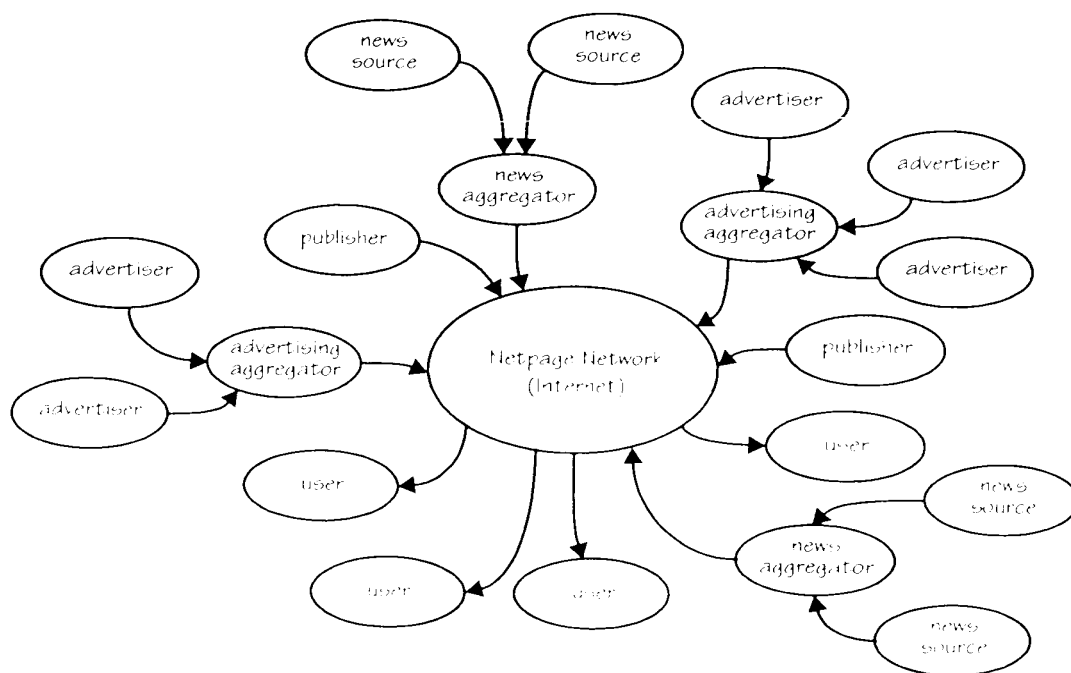 news
source
news
source
advertiser
advertiser
news
aggregator
advertising
aggregator
publisher
advertiser
advertiser
Netpage Network
(Internet)
publisher
advertising
aggregator
advertiser
user
user
news
source
news
aggregator
user
user
news
source